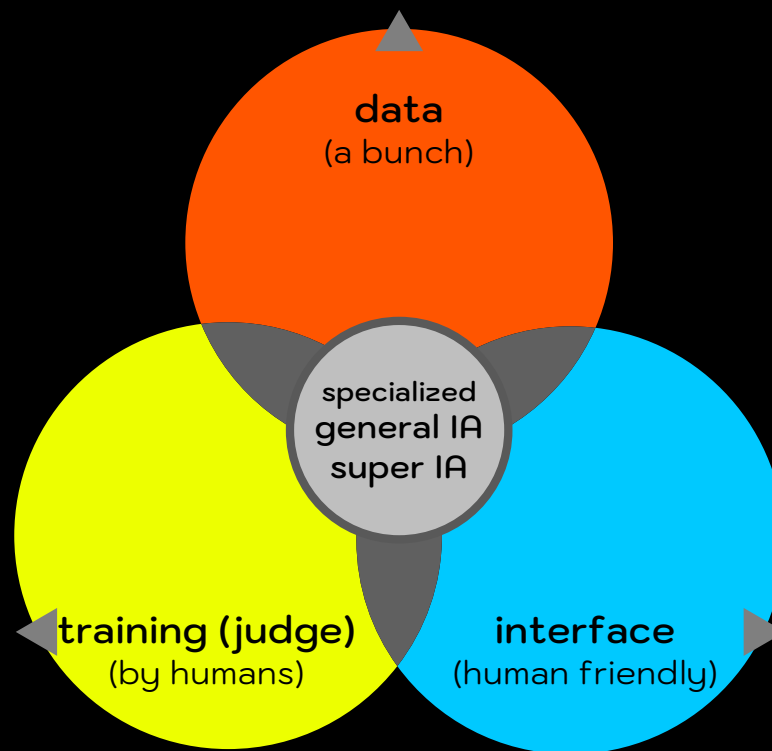 data
(a bunch)
specialized
general IA
super IA
training (judge)
(by humans)
interface
(human friendly)